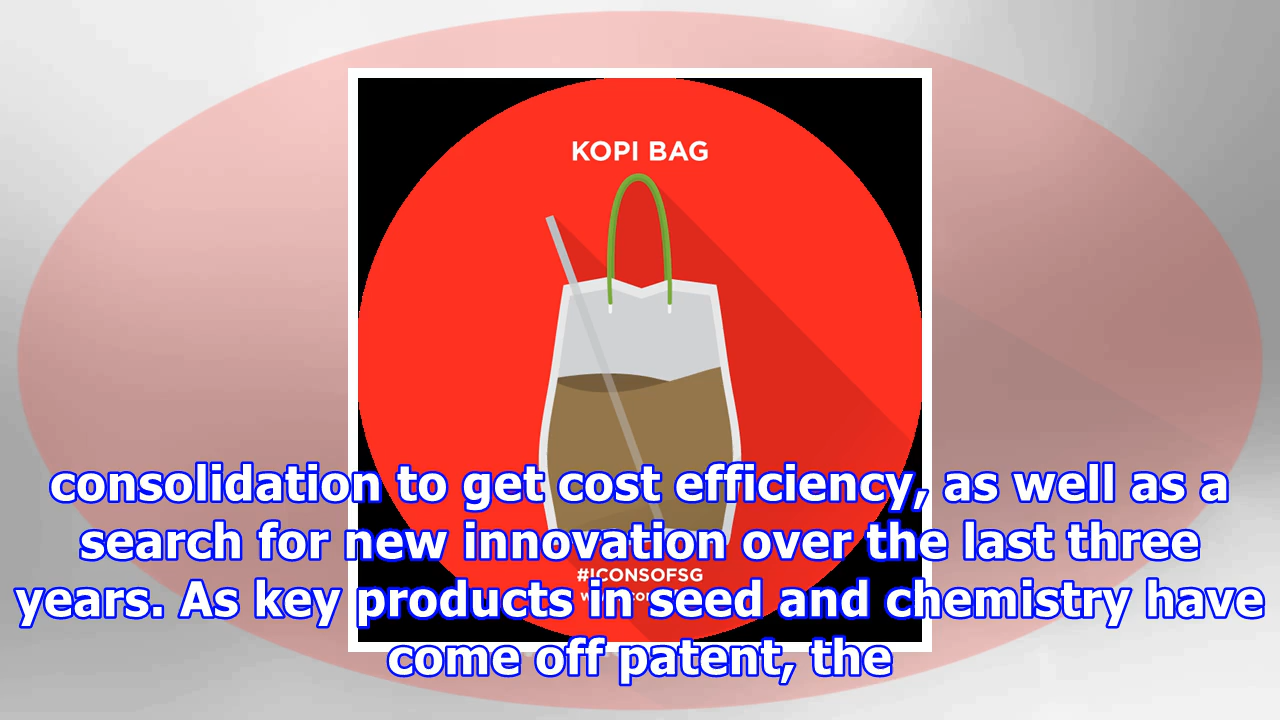 KOPI BAG
consolidation to get cost efficiency, as well as a
search for new innovation over the last three
#ICONSOFSG
years. As key products in seed and chemistry have
come off patent, the